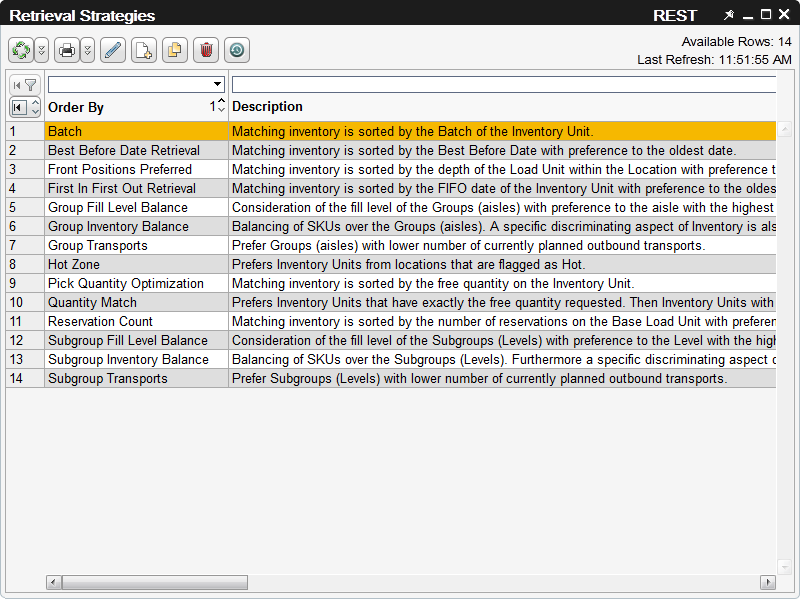 Retrieval Strategies REST
Available Rows: 14
Last Refresh: 11:51:55 AM
Order By 1 Description
1 Batch Matching inventory is sorted by the Batch of the Inventory Unit.
2 Best Before Date Retrieval Matching inventory is sorted by the Best Before Date with preference to the oldest date.
3 Front Positions Preferred Matching inventory is sorted by the depth of the Load Unit within the Location with preference t
4 First In First Out Retrieval Matching inventory is sorted by the FIFO date of the Inventory Unit with preference to the oldes
5 Group Fill Level Balance Consideration of the fill level of the Groups (aisles) with preference to the aisle with the highest
6 Group Inventory Balance Balancing of SKUs over the Groups (aisles). A specific discriminating aspect of Inventory is als
7 Group Transports Prefer Groups (aisles) with lower number of currently planned outbound transports.
8 Hot Zone Prefers Inventory Units from locations that are flagged as Hot.
9 Pick Quantity Optimization Matching inventory is sorted by the free quantity on the Inventory Unit.
10 Quantity Match Prefers Inventory Units that have exactly the free quantity requested. Then Inventory Units with
11 Reservation Count Matching inventory is sorted by the number of reservations on the Base Load Unit with preferen
12 Subgroup Fill Level Balance Consideration of the fill level of the Subgroups (Levels) with preference to the Level with the high
13 Subgroup Inventory Balance Balancing of SKUs over the Subgroups (Levels). Furthermore a specific discriminating aspect o
14 Subgroup Transports Prefer Subgroups (Levels) with lower number of currently planned outbound transports.